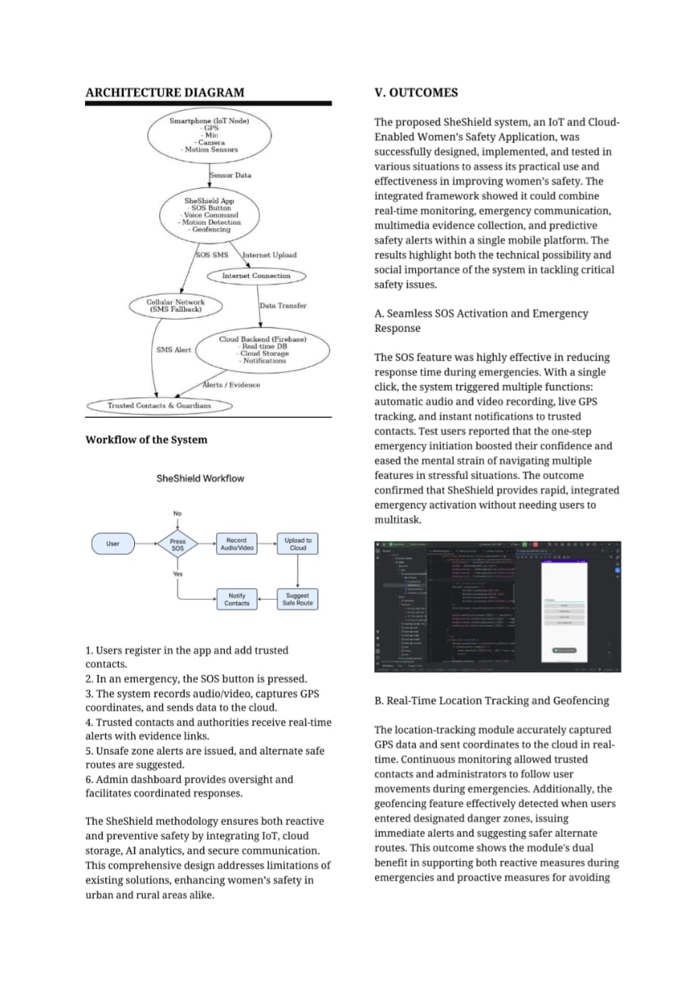 ARCHITECTURE DIAGRAM
Smartphone (IoT Node)
- GPS
- Mic
- Camera
- Motion Sensors
Sensor Data
SheShield App
- SOS Button
- Voice Command
- Motion Detection
- Geofencing
SOS SMS
Internet Upload
Internet Connection
Cellular Network
(SMS Fallback)
Data Transfer
Cloud Backend (Firebase)
- Real-time DB
- Cloud Storage
- Notifications
SMS Alert
Alerts / Evidence
Trusted Contacts & Guardians
Workflow of the System
SheShield Workflow
No
User
Press
SOS
Record
Audio/Video
Upload to
Cloud
Yes
Notify
Contacts
Suggest
Safe Route
1. Users register in the app and add trusted
contacts.
2. In an emergency, the SOS button is pressed.
3. The system records audio/video, captures GPS
coordinates, and sends data to the cloud.
4. Trusted contacts and authorities receive real-time
alerts with evidence links.
5. Unsafe zone alerts are issued, and alternate safe
routes are suggested.
6. Admin dashboard provides oversight and
facilitates coordinated responses.
The SheShield methodology ensures both reactive
and preventive safety by integrating IoT, cloud
storage, AI analytics, and secure communication.
This comprehensive design addresses limitations of
existing solutions, enhancing women’s safety in
urban and rural areas alike.
V. OUTCOMES
The proposed SheShield system, an IoT and Cloud-
Enabled Women’s Safety Application, was
successfully designed, implemented, and tested in
various situations to assess its practical use and
effectiveness in improving women’s safety. The
integrated framework showed it could combine
real-time monitoring, emergency communication,
multimedia evidence collection, and predictive
safety alerts within a single mobile platform. The
results highlight both the technical possibility and
social importance of the system in tackling critical
safety issues.
A. Seamless SOS Activation and Emergency
Response
The SOS feature was highly effective in reducing
response time during emergencies. With a single
click, the system triggered multiple functions:
automatic audio and video recording, live GPS
tracking, and instant notifications to trusted
contacts. Test users reported that the one-step
emergency initiation boosted their confidence and
eased the mental strain of navigating multiple
features in stressful situations. The outcome
confirmed that SheShield provides rapid, integrated
emergency activation without needing users to
multitask.
B. Real-Time Location Tracking and Geofencing
The location-tracking module accurately captured
GPS data and sent coordinates to the cloud in real-
time. Continuous monitoring allowed trusted
contacts and administrators to follow user
movements during emergencies. Additionally, the
geofencing feature effectively detected when users
entered designated danger zones, issuing
immediate alerts and suggesting safer alternate
routes. This outcome shows the module's dual
benefit in supporting both reactive measures during
emergencies and proactive measures for avoiding